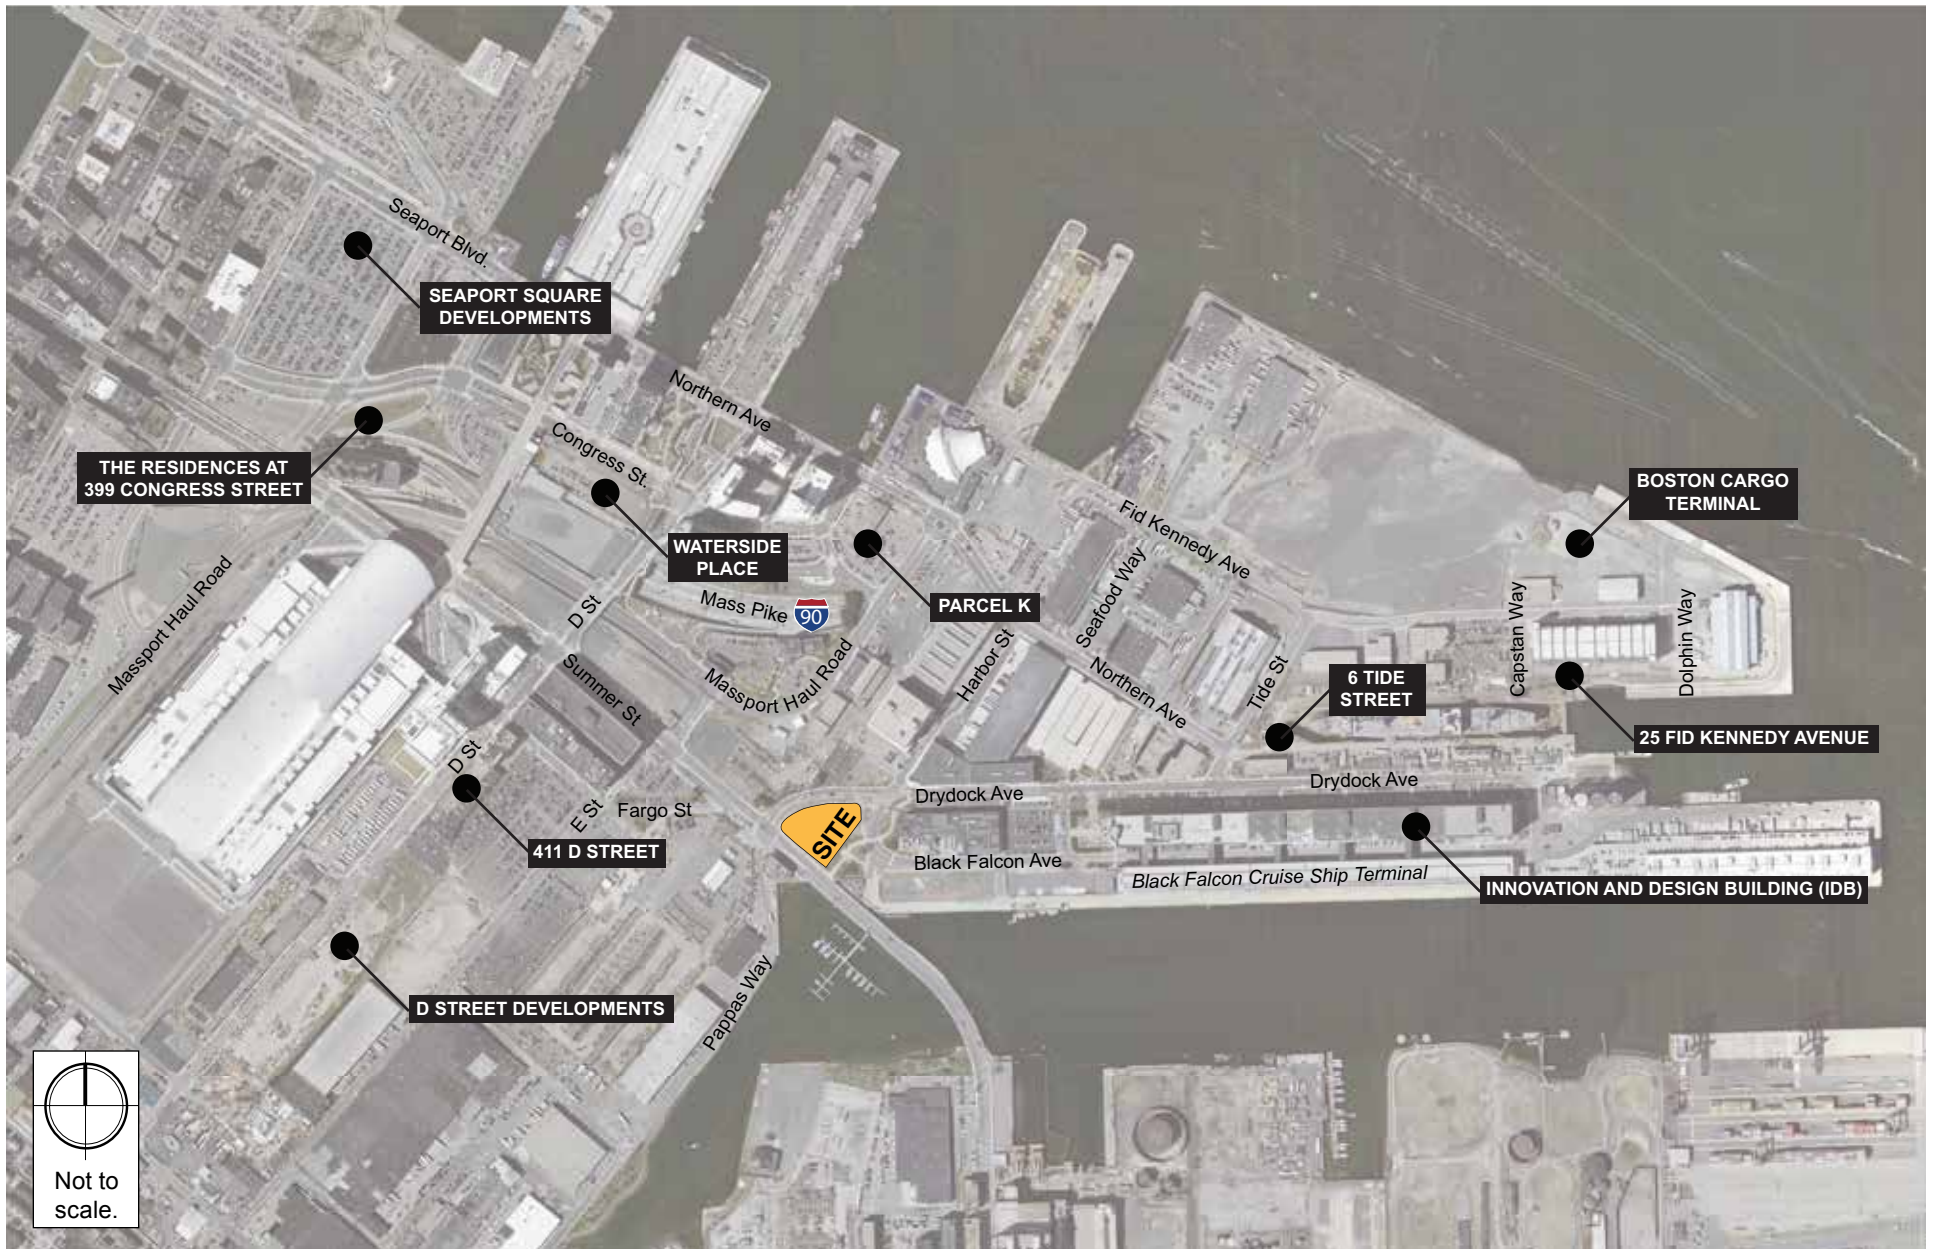 Seaport Blvd.
SEAPORT SQUARE
DEVELOPMENTS
Northern Ave
Congress St.
THE RESIDENCES AT
399 CONGRESS STREET
BOSTON CARGO
TERMINAL
Fid Kennedy Ave
WATERSIDE
PLACE
PARCEL K
Mass Pike
90
Massport Haul Road
D St
Seafood Way
Capstan Way
Dolphin Way
Harbor St
Summer St
Massport Haul Road
Northern Ave
Tide St
6 TIDE
STREET
25 FID KENNEDY AVENUE
D St
Drydock Ave
Drydock Ave
E St
Fargo St
SITE
411 D STREET
Black Falcon Ave
Black Falcon Cruise Ship Terminal
INNOVATION AND DESIGN BUILDING (IDB)
D STREET DEVELOPMENTS
Pappas Way
Not to
scale.